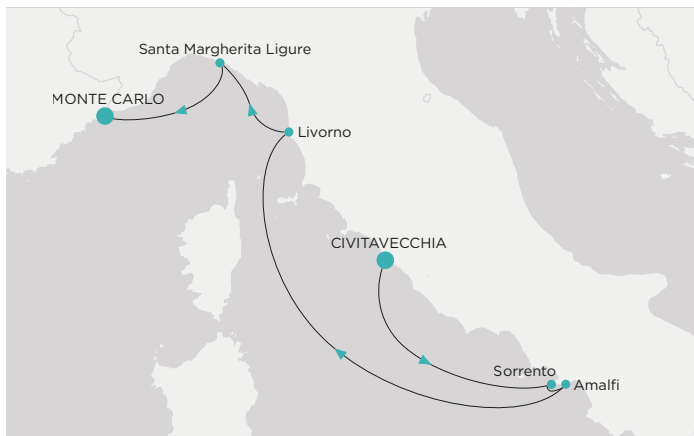 Santa Margherita Ligure
MONTE CARLO
Livorno
CIVITAVECCHIA
Sorrento
Amalfi